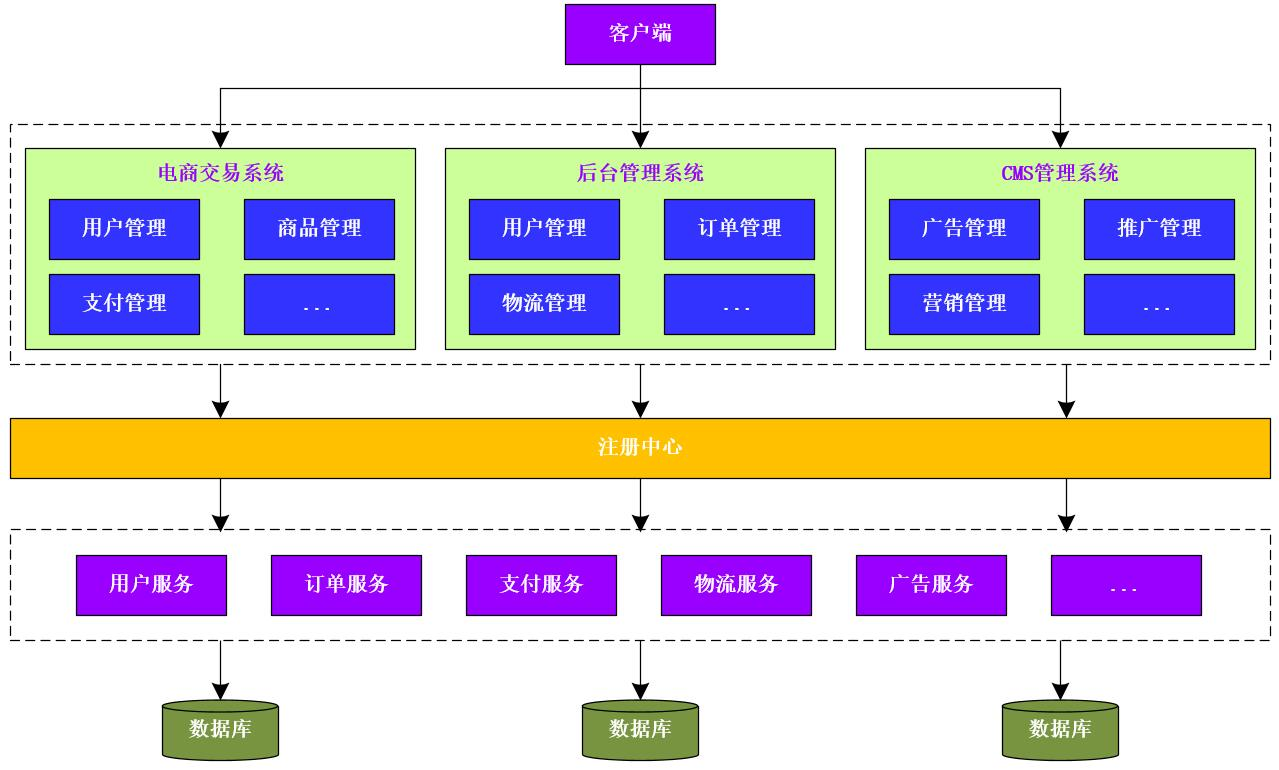 客户端
电商交易系统
后台管理系统
CMS管理系统
用户管理
商品管理
用户管理
订单管理
广告管理
推广管理
支付管理
...
物流管理
...
营销管理
...
注册中心
用户服务
订单服务
支付服务
物流服务
广告服务
...
数据库
数据库
数据库